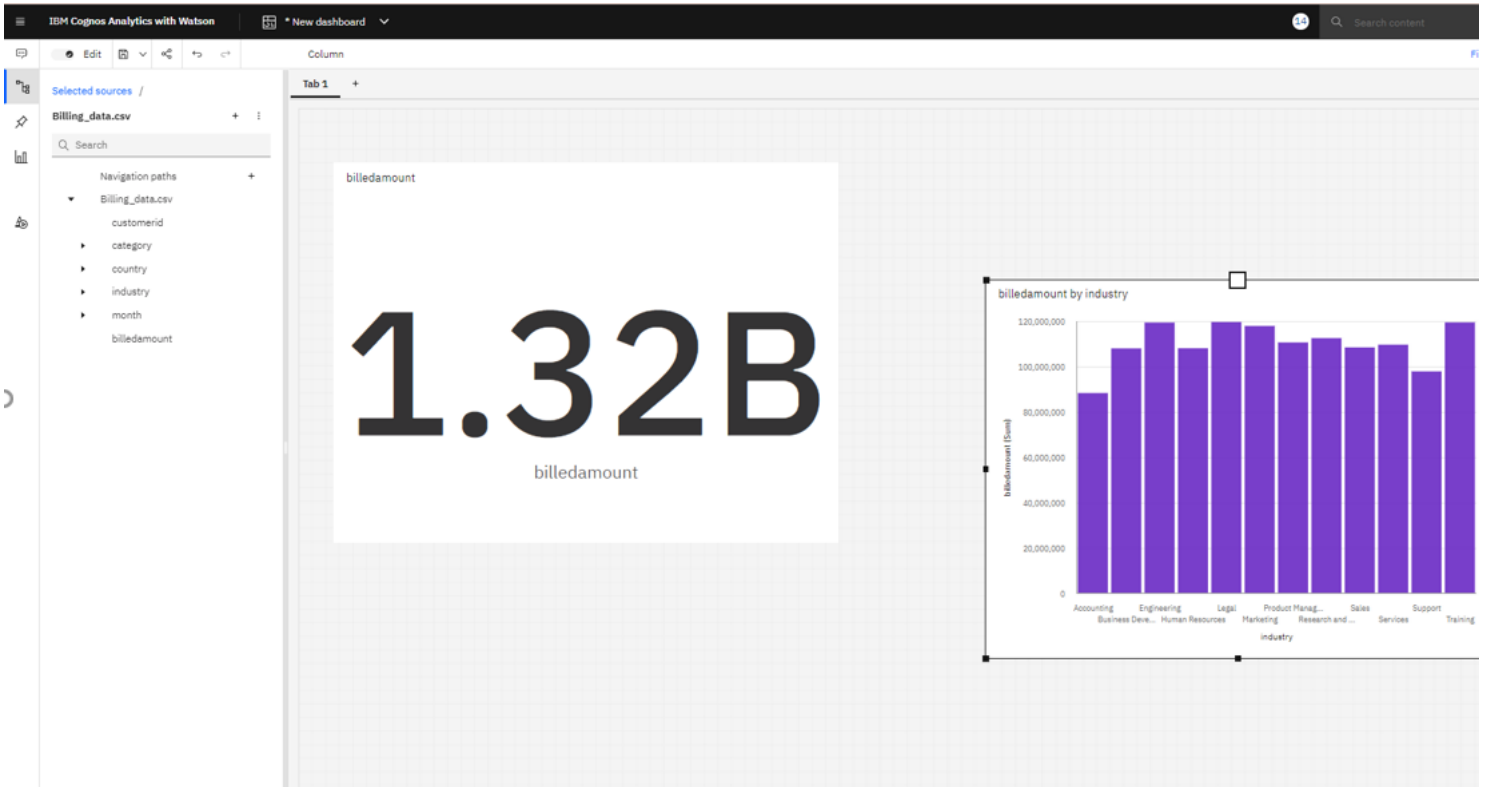 IBM Cognos Analytics with Watson
* New dashboard
14
Search content
Edit
Column
Fi
Selected sources /
Billing_data.csv
Search
Navigation paths
Billing_data.csv
customerid
category
country
industry
month
billedamount
Tab 1
billedamount
1.32B
billedamount
billedamount by industry
billedamount (Sum)
120,000,000
100,000,000
80,000,000
60,000,000
40,000,000
20,000,000
0
Accounting Engineering Legal Product Manag... Sales Support
Business Deve... Human Resources Marketing Research and ... Services Training
industry